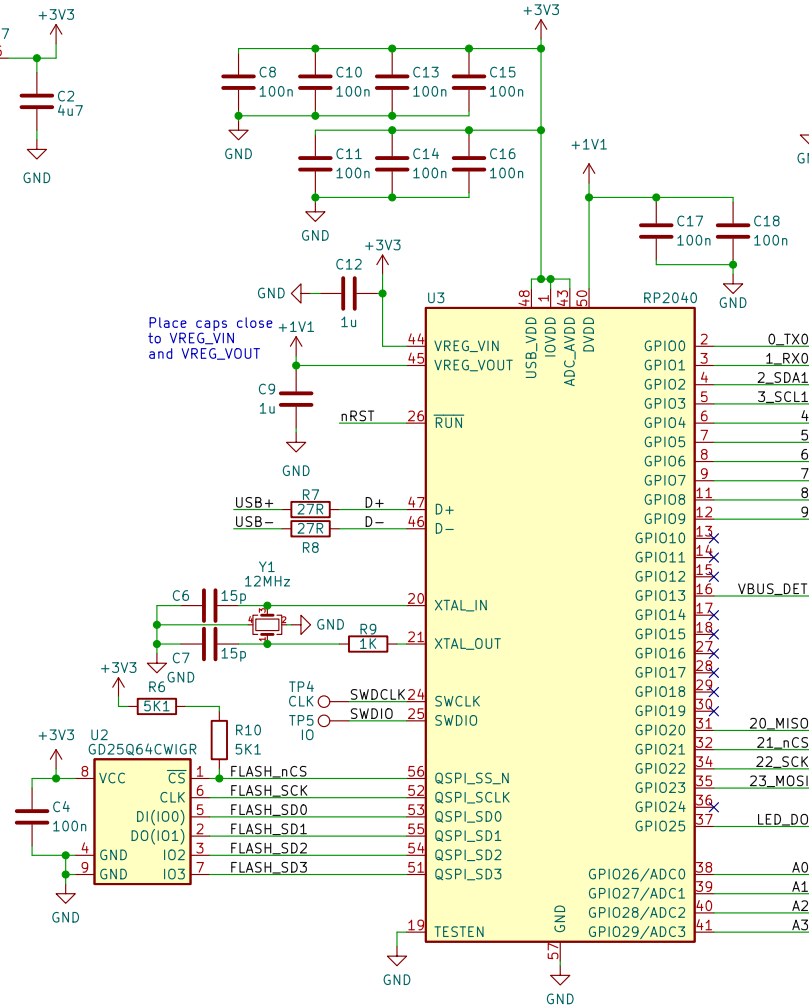 +3V3
+3V3
7
C2
4u7
GND
C8
100n
C10
100n
C13
100n
C15
100n
GND
C11
100n
C14
100n
C16
100n
GND
+1V1
C17
100n
C18
100n
GND
+3V3
C12
GND
1u
Place caps close
to VREG_VIN
and VREG_VOUT
+1V1
C9
1u
GND
U3
RP2040
48 1 43 50
USB_VDD
IOVDD
ADC_AVDD
DVDD
44 VREG_VIN
45 VREG_VOUT
nRST 26 RUN
R7
USB+ 27R D+ 47 D+
USB- 27R D- 46 D-
R8
Y1
12MHz
C6 15p
20 XTAL_IN
3
4 2
1
GND
C7 15p
GND
R9
1K
21 XTAL_OUT
+3V3
R6
5K1
R10
5K1
TP4
CLK SWDCLK 24 SWCLK
TP5
IO SWDIO 25 SWDIO
+3V3
U2
GD25Q64CWIGR
8 VCC CS 1 FLASH_nCS 56 QSPI_SS_N
CLK 6 FLASH_SCK 52 QSPI_SCLK
DI(IO0) 5 FLASH_SD0 53 QSPI_SD0
DO(IO1) 2 FLASH_SD1 55 QSPI_SD1
4 GND IO2 3 FLASH_SD2 54 QSPI_SD2
9 GND IO3 7 FLASH_SD3 51 QSPI_SD3
C4
100n
GND
19 TESTEN
GND
GND
57
GND
GPIO0 2 0_TX0
GPIO1 3 1_RX0
GPIO2 4 2_SDA1
GPIO3 5 3_SCL1
GPIO4 6 4
GPIO5 7 5
GPIO6 8 6
GPIO7 9 7
GPIO8 11 8
GPIO9 12 9
GPIO10 13
GPIO11 14
GPIO12 15
GPIO13 16 VBUS_DET
GPIO14 17
GPIO15 18
GPIO16 27
GPIO17 28
GPIO18 29
GPIO19 30
GPIO20 31 20_MISO
GPIO21 32 21_nCS
GPIO22 34 22_SCK
GPIO23 35 23_MOSI
GPIO24 36
GPIO25 37 LED_DO
GPIO26/ADC0 38 A0
GPIO27/ADC1 39 A1
GPIO28/ADC2 40 A2
GPIO29/ADC3 41 A3